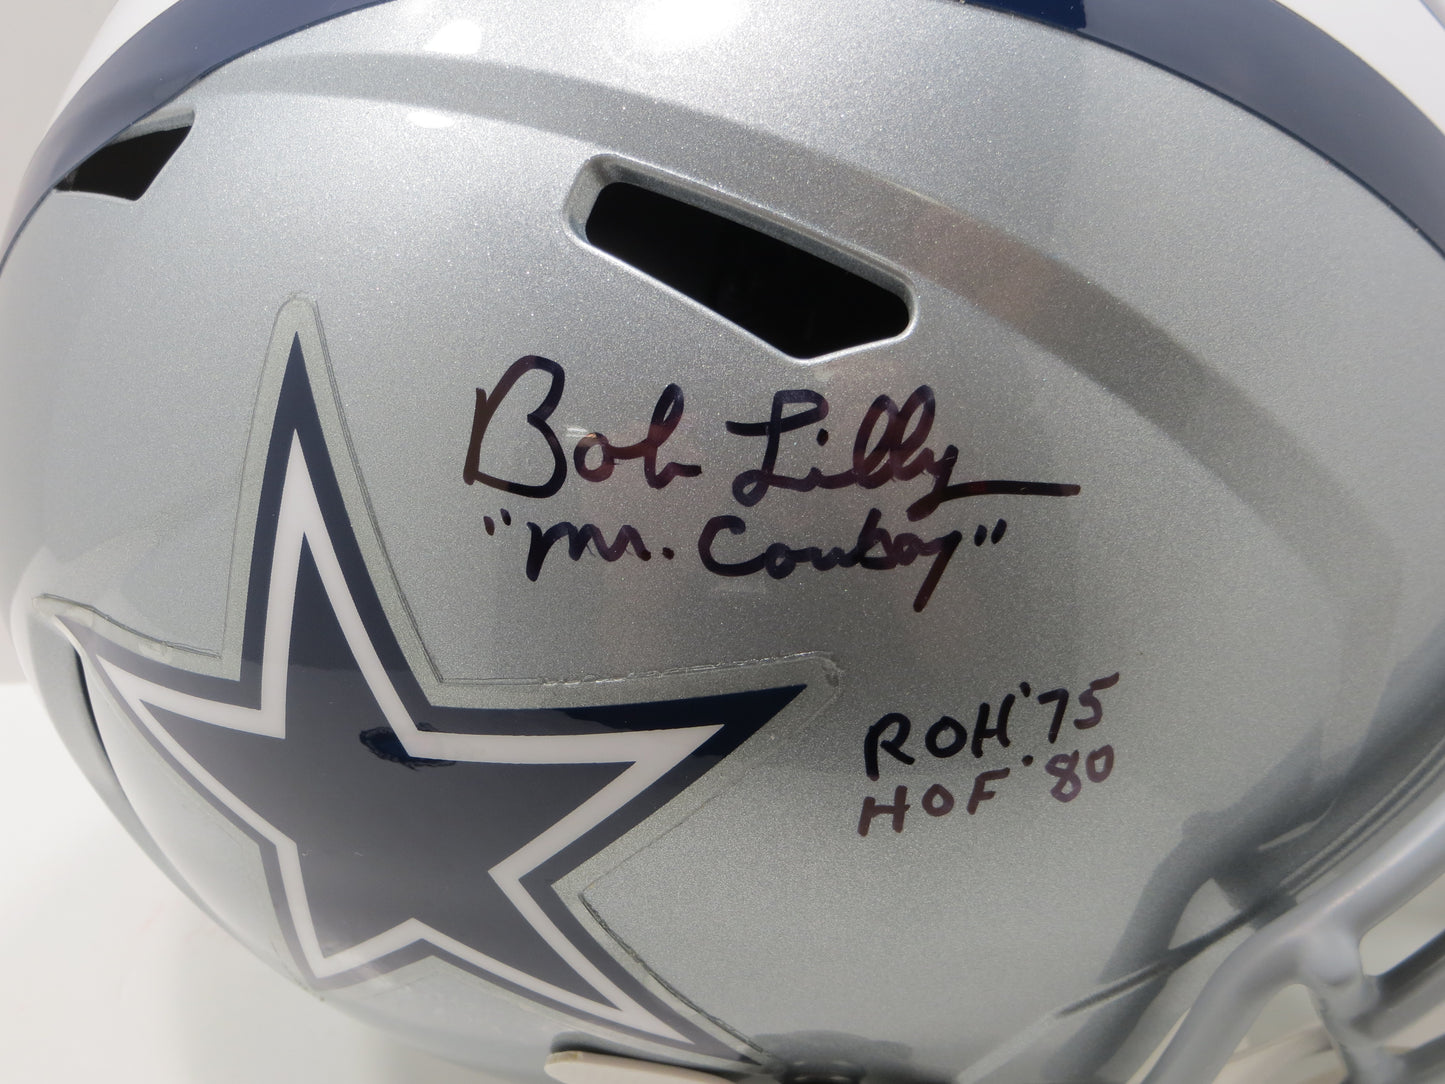 Bob Lilly
"Mr. Cowboy"
ROH '75
HOF '80